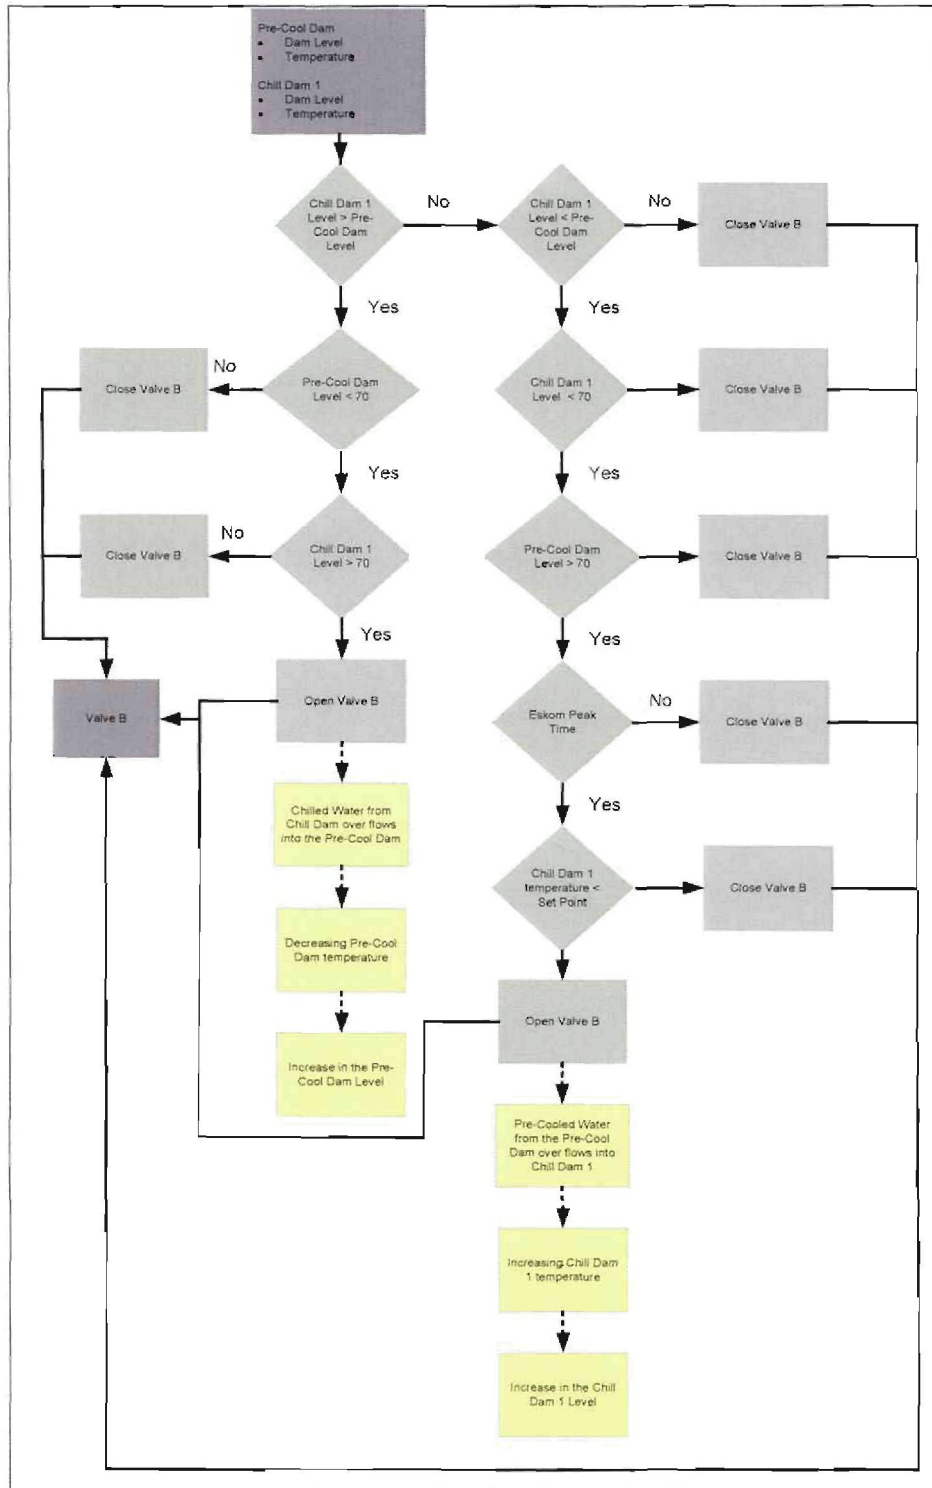 Pre-Cool Dam
• Dam Level
• Temperature
Chill Dam 1
• Dam Level
• Temperature
Chill Dam 1
Level > Pre-
Cool Dam
Level
No
Chill Dam 1
Level < Pre-
Cool Dam
Level
No
Close Valve B
Yes
Yes
Close Valve B
No
Pre-Cool Dam
Level < 70
Chill Dam 1
Level < 70
Close Valve B
Yes
Yes
Close Valve B
No
Chill Dam 1
Level > 70
Pre-Cool Dam
Level > 70
Close Valve B
Yes
Yes
Valve B
Open Valve B
Eskom Peak
Time
No
Close Valve B
Yes
Chilled Water from
Chill Dam over flows
into the Pre-Cool Dam
Chill Dam 1
temperature <
Set Point
Close Valve B
Decreasing Pre-Cool
Dam temperature
Open Valve B
Increase in the Pre-
Cool Dam Level
Pre-Cooled Water
from the Pre-Cool
Dam over flows into
Chill Dam 1
Increasing Chill Dam
1 temperature
Increase in the Chill
Dam 1 Level